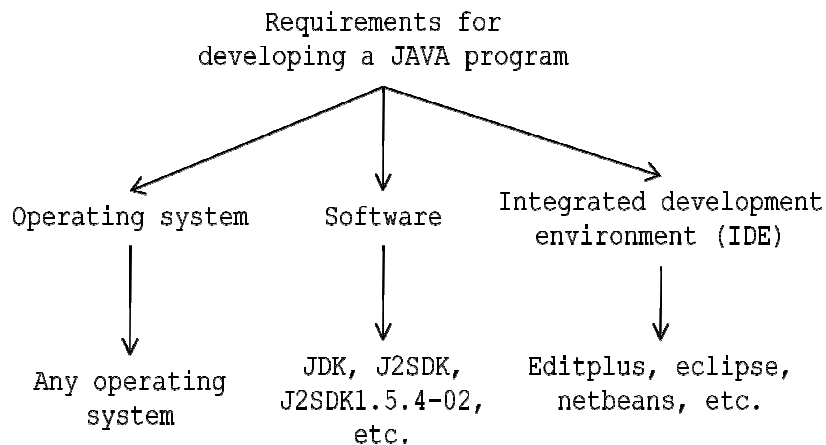 Requirements for
developing a JAVA program
Operating system
Software
Integrated development
environment (IDE)
Any operating
system
JDK, J2SDK,
J2SDK1.5.4-02,
etc.
Editplus, eclipse,
netbeans, etc.